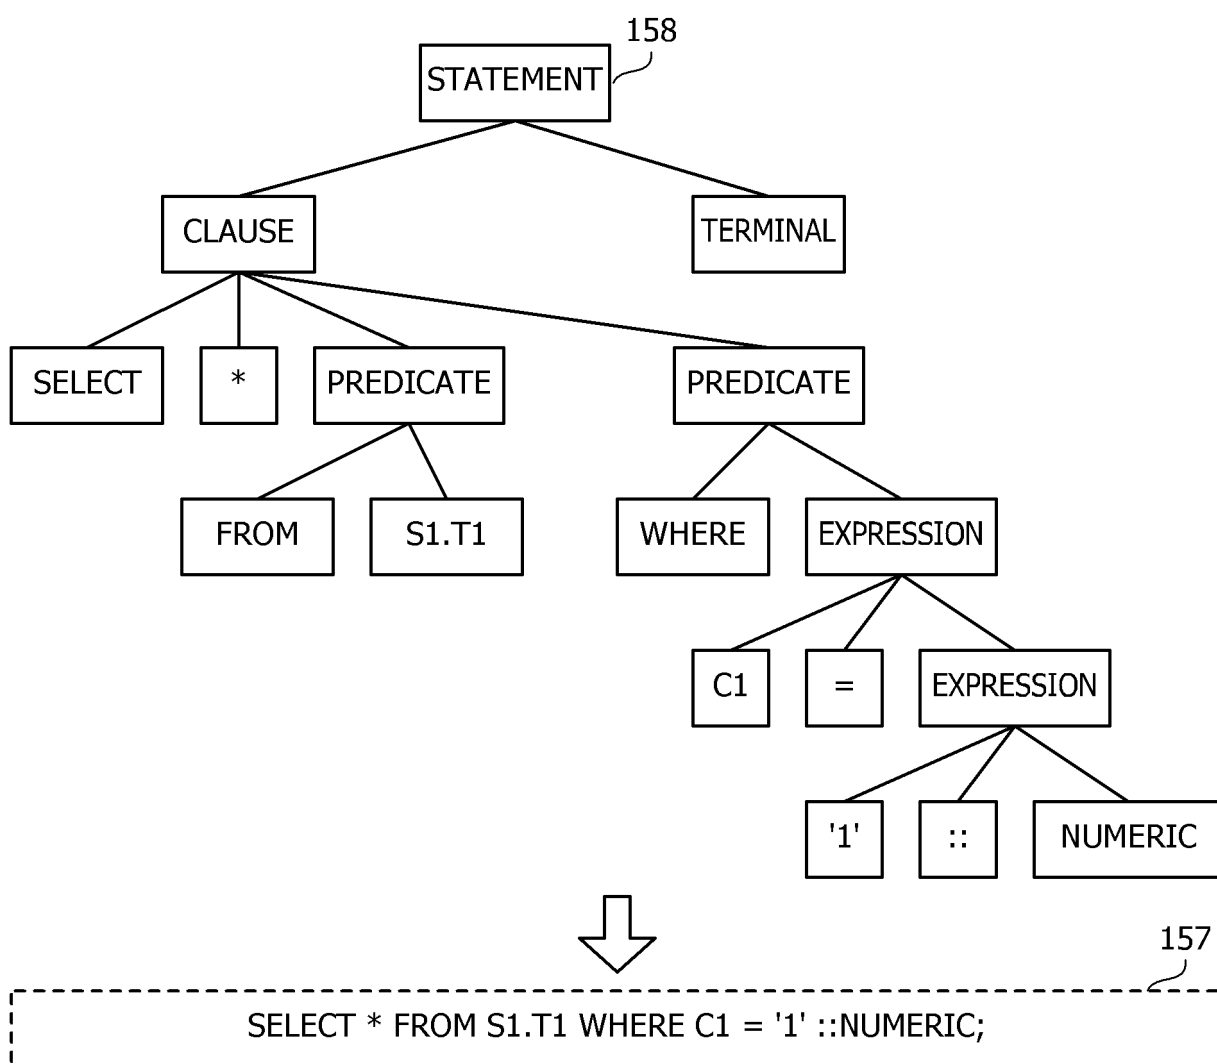 158
STATEMENT
CLAUSE TERMINAL
SELECT * PREDICATE PREDICATE
FROM S1.T1 WHERE EXPRESSION
C1 = EXPRESSION
'1' :: NUMERIC
157
SELECT * FROM S1.T1 WHERE C1 = '1' ::NUMERIC;